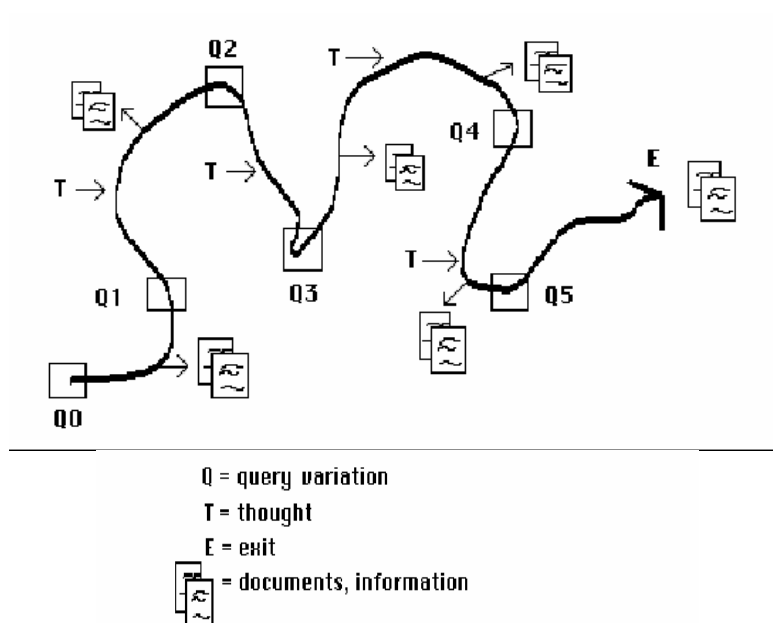 Q2
T
T
Q4
E
T
T
Q1
Q3
T
Q5
Q0
Q = query variation
T = thought
E = exit
= documents, information